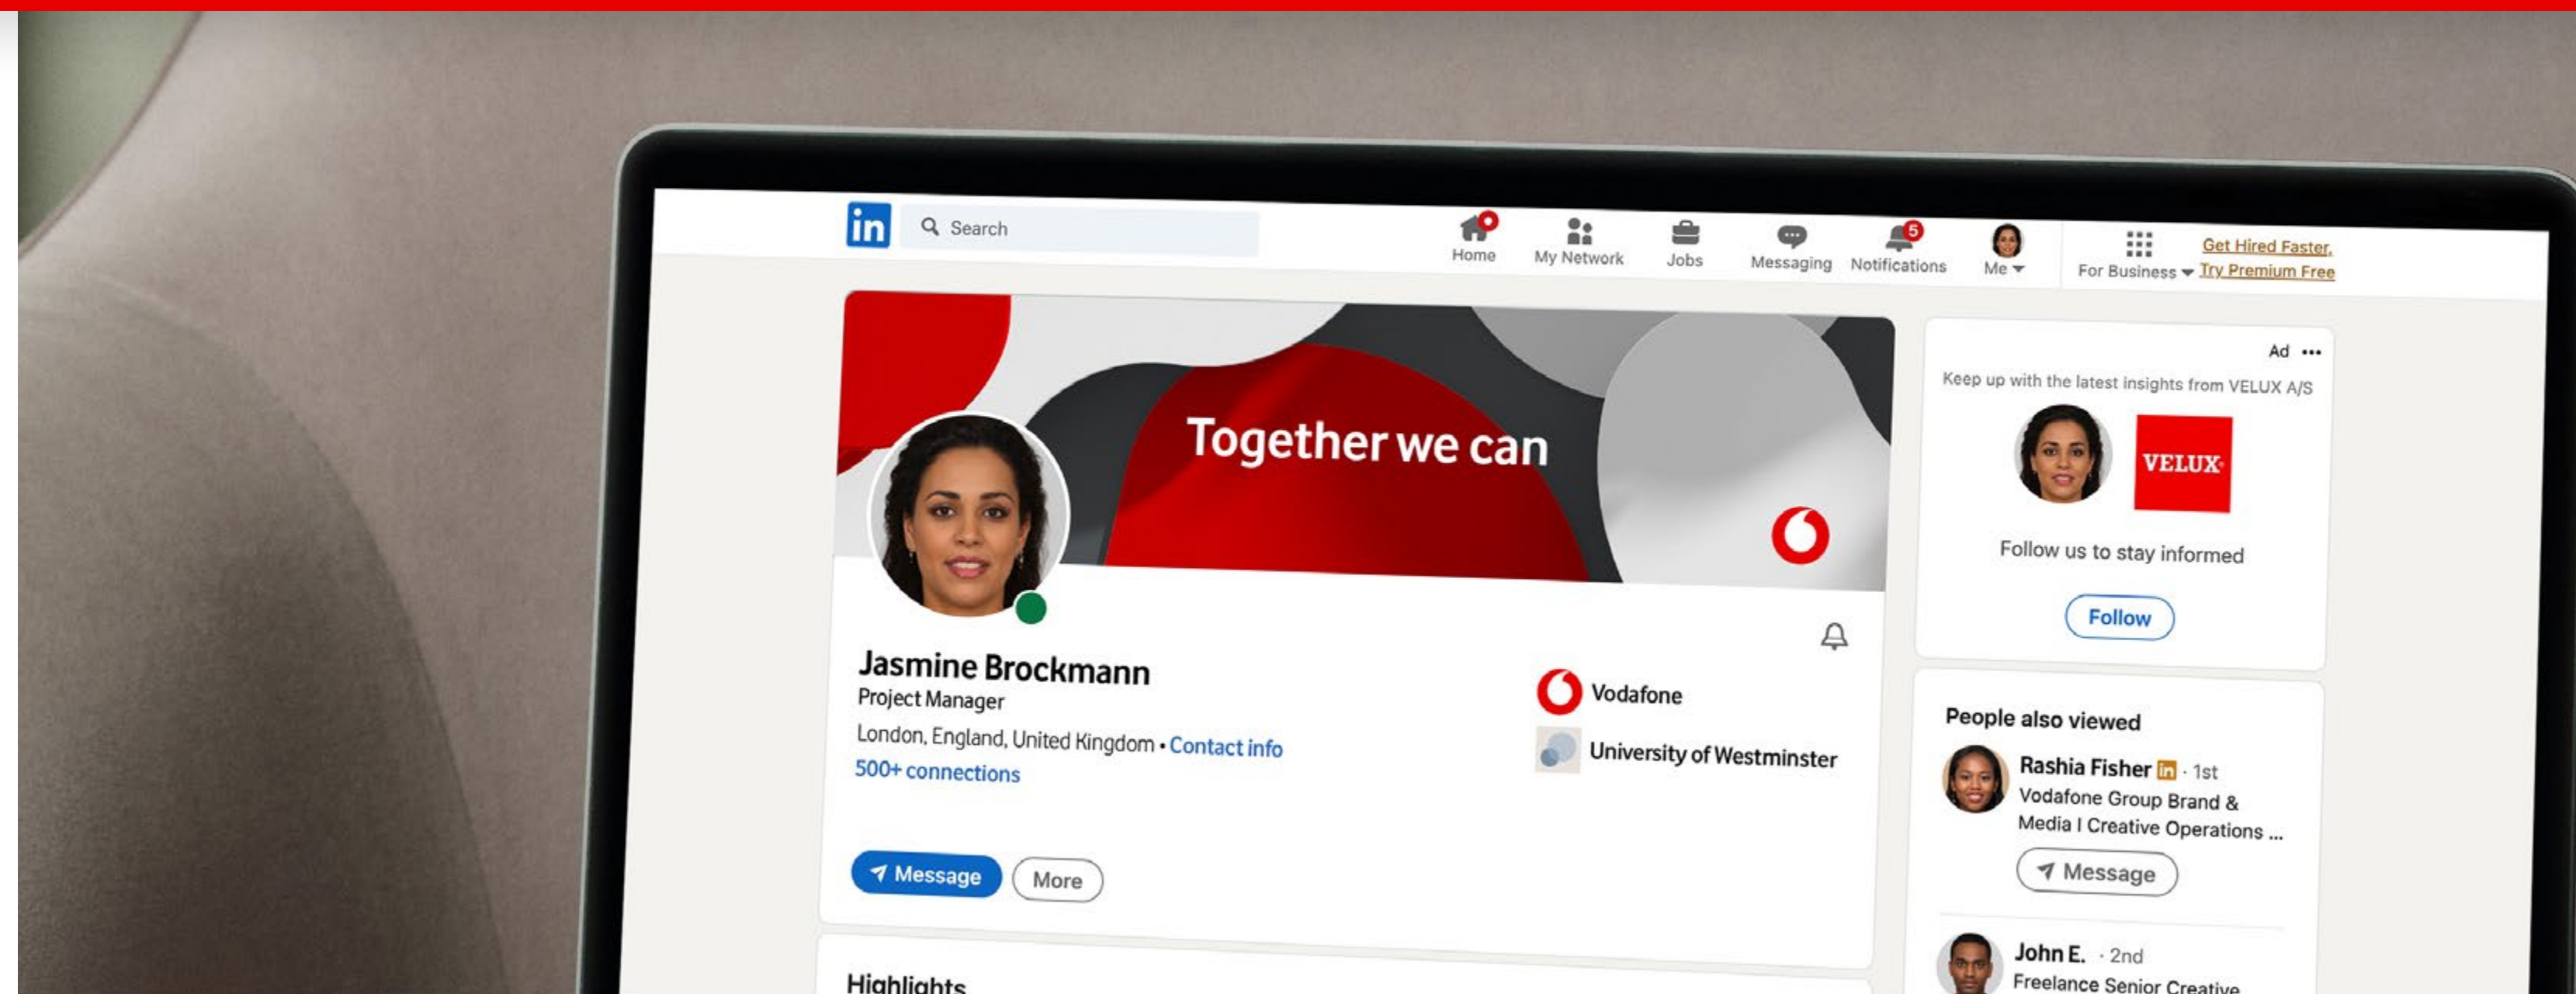 in
Search
Home
My Network
Jobs
Messaging
5
Notifications
Me
For Business
Get Hired Faster,
Try Premium Free
Together we can
Jasmine Brockmann
Project Manager
London, England, United Kingdom • Contact info
500+ connections
Vodafone
University of Westminster
Message
More
Highlights
Ad
Keep up with the latest insights from VELUX A/S
VELUX
Follow us to stay informed
Follow
People also viewed
Rashia Fisher in · 1st
Vodafone Group Brand &
Media I Creative Operations ...
Message
John E. · 2nd
Freelance Senior Creative